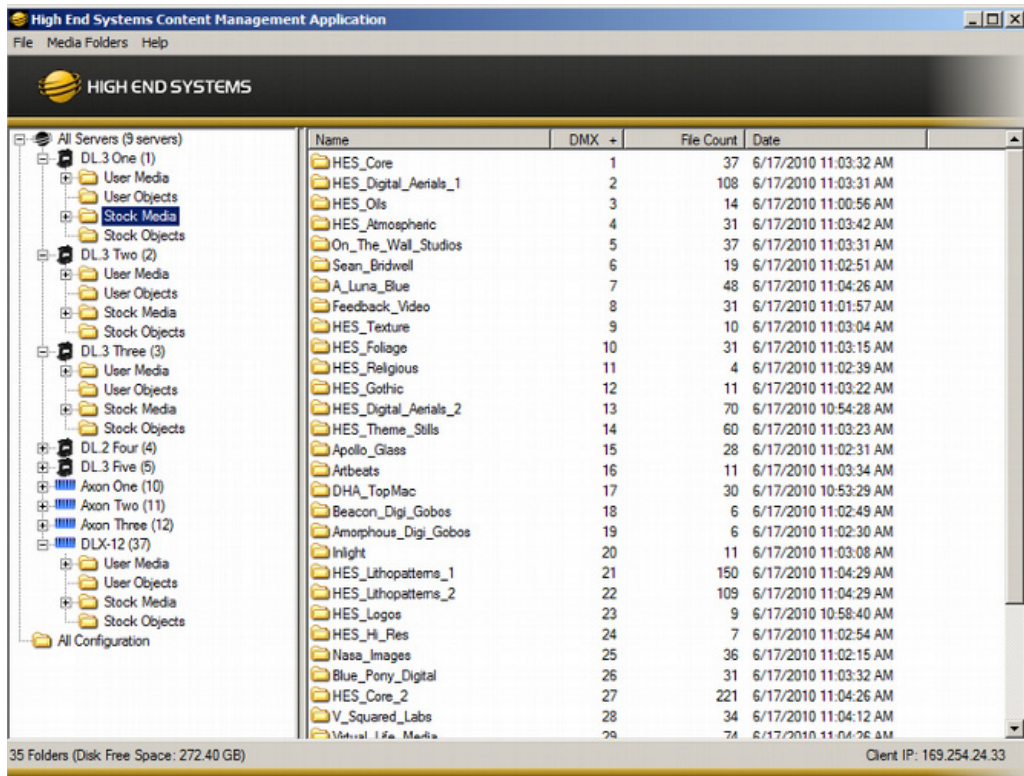 High End Systems Content Management Application
File Media Folders Help
HIGH END SYSTEMS
All Servers (9 servers)
DL.3 One (1)
User Media
User Objects
Stock Media
Stock Objects
DL.3 Two (2)
User Media
User Objects
Stock Media
Stock Objects
DL.3 Three (3)
User Media
User Objects
Stock Media
Stock Objects
DL.2 Four (4)
DL.3 Five (5)
Axon One (10)
Axon Two (11)
Axon Three (12)
DLX-12 (37)
User Media
User Objects
Stock Media
Stock Objects
All Configuration
Name DMX + File Count Date
HES_Core 1 37 6/17/2010 11:03:32 AM
HES_Digital_Aerials_1 2 108 6/17/2010 11:03:31 AM
HES_Oils 3 14 6/17/2010 11:00:56 AM
HES_Atmospheric 4 31 6/17/2010 11:03:42 AM
On_The_Wall_Studios 5 37 6/17/2010 11:03:31 AM
Sean_Bridwell 6 19 6/17/2010 11:02:51 AM
A_Luna_Blue 7 48 6/17/2010 11:04:26 AM
Feedback_Video 8 31 6/17/2010 11:01:57 AM
HES_Texture 9 10 6/17/2010 11:03:04 AM
HES_Foliage 10 31 6/17/2010 11:03:15 AM
HES_Religious 11 4 6/17/2010 11:02:39 AM
HES_Gothic 12 11 6/17/2010 11:03:22 AM
HES_Digital_Aerials_2 13 70 6/17/2010 10:54:28 AM
HES_Theme_Stills 14 60 6/17/2010 11:03:23 AM
Apollo_Glass 15 28 6/17/2010 11:02:31 AM
Artbeats 16 11 6/17/2010 11:03:34 AM
DHA_TopMac 17 30 6/17/2010 10:53:29 AM
Beacon_Digi_Gobos 18 6 6/17/2010 11:02:49 AM
Amorphous_Digi_Gobos 19 6 6/17/2010 11:02:30 AM
Inlight 20 11 6/17/2010 11:03:08 AM
HES_Lithopatterns_1 21 150 6/17/2010 11:04:29 AM
HES_Lithopatterns_2 22 109 6/17/2010 11:04:29 AM
HES_Logos 23 9 6/17/2010 10:58:40 AM
HES_Hi_Res 24 7 6/17/2010 11:02:54 AM
Nasa_Images 25 36 6/17/2010 11:02:15 AM
Blue_Pony_Digital 26 31 6/17/2010 11:03:32 AM
HES_Core_2 27 221 6/17/2010 11:04:26 AM
V_Squared_Labs 28 34 6/17/2010 11:04:12 AM
Virtual_Life_Media 29 74 6/17/2010 11:04:26 AM
35 Folders (Disk Free Space: 272.40 GB)
Client IP: 169.254.24.33